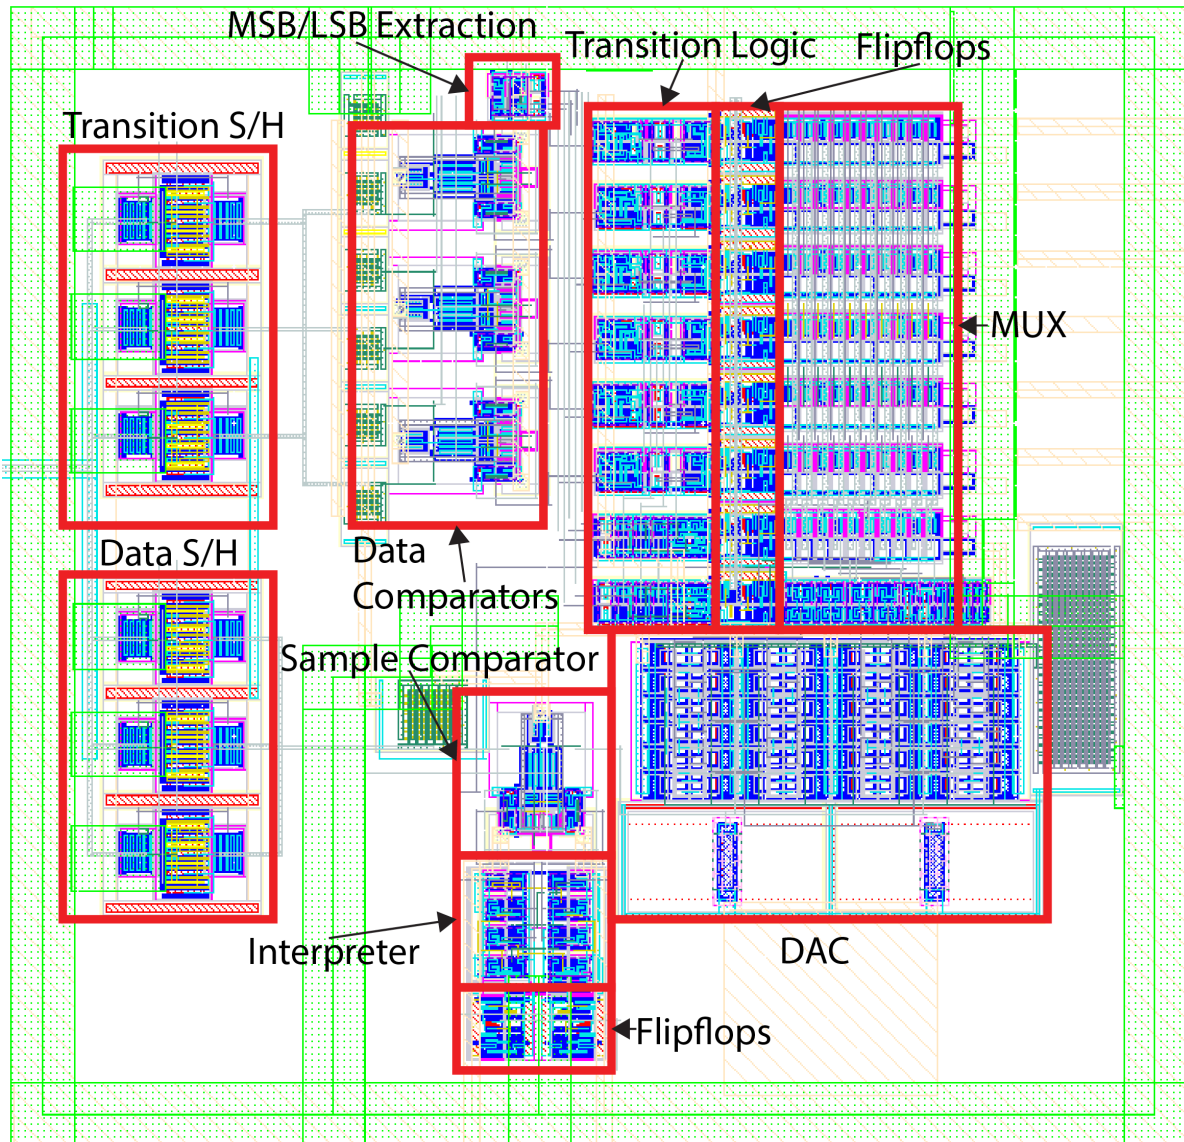 MSB/LSB Extraction
Transition Logic
Flipflops
Transition S/H
MUX
Data S/H
Data
Comparators
Sample Comparator
Interpreter
DAC
Flipflops